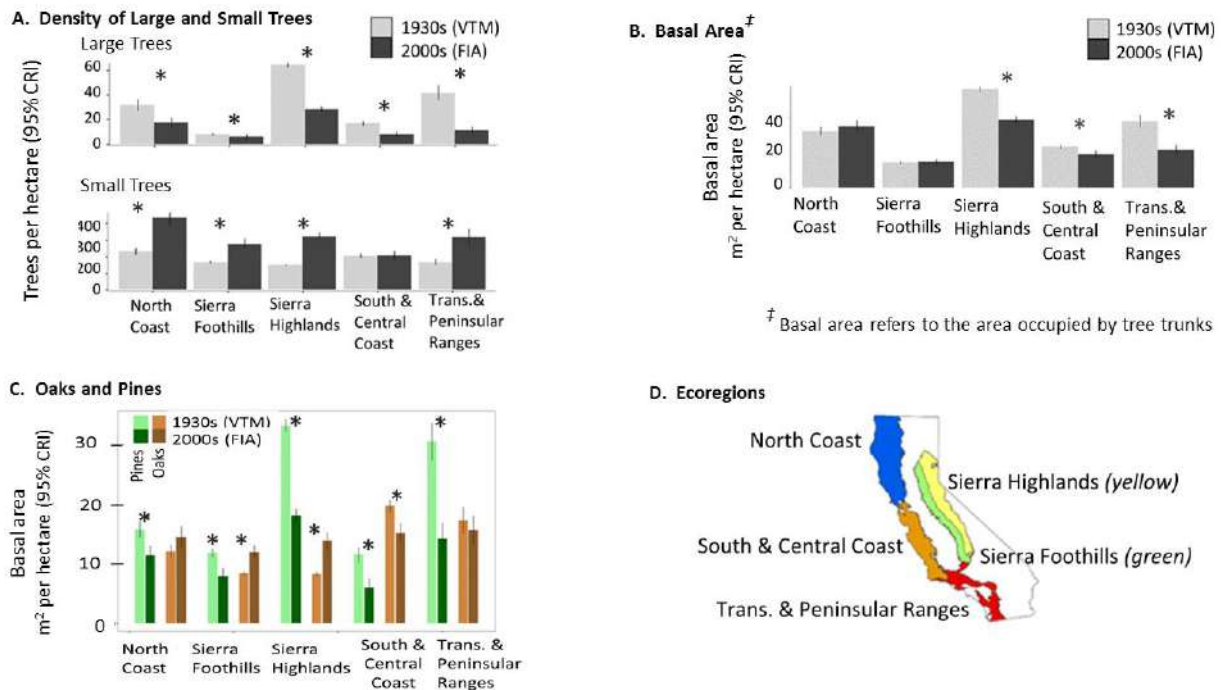 A. Density of Large and Small Trees
1930s (VTM)
2000s (FIA)
Large Trees
Trees per hectare (95% CRI)
60
40
20
0
*
*
*
*
*
Small Trees
400
300
200
0
*
*
*
*
North Coast
Sierra Foothills
Sierra Highlands
South & Central Coast
Trans.& Peninsular Ranges
B. Basal Area‡
1930s (VTM)
2000s (FIA)
Basal area
m² per hectare (95% CRI)
40
20
0
*
*
*
North Coast
Sierra Foothills
Sierra Highlands
South & Central Coast
Trans.& Peninsular Ranges
‡ Basal area refers to the area occupied by tree trunks
C. Oaks and Pines
1930s (VTM)
2000s (FIA)
Pines
Oaks
Basal area
m² per hectare (95% CRI)
30
20
10
0
*
*
*
*
*
*
*
*
North Coast
Sierra Foothills
Sierra Highlands
South & Central Coast
Trans. & Peninsular Ranges
D. Ecoregions
North Coast
Sierra Highlands (yellow)
South & Central Coast
Sierra Foothills (green)
Trans. & Peninsular Ranges